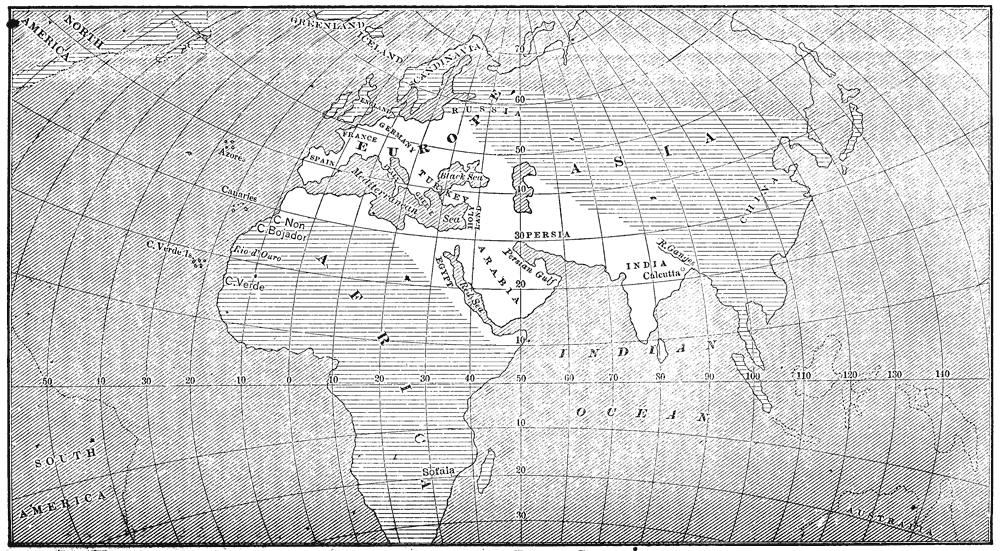 NORTH
AMERICA
GREENLAND
ICELAND
SCANDINAVIA
70
60
RUSSIA
ENGLAND
GERMANY
FRANCE
EUROPE
ASIA
50
Azores
SPAIN
Black Sea
TURKEY
40
Mediterranean
Sea
GREECE
HOLY
LAND
CHINA
Canaries
C. Non
C. Bojador
30
PERSIA
C. Verde Is.
Rio d'Ouro
AFRICA
EGYPT
ARABIA
Persian Gulf
R. Ganges
INDIA
Calcutta
C. Verde
Red Sea
20
10
INDIAN
50
10
30
20
10
0
10
20
30
40
50
60
70
80
90
100
110
120
130
140
OCEAN
10
SOUTH
Sofala
20
AMERICA
AUSTRALIA
30